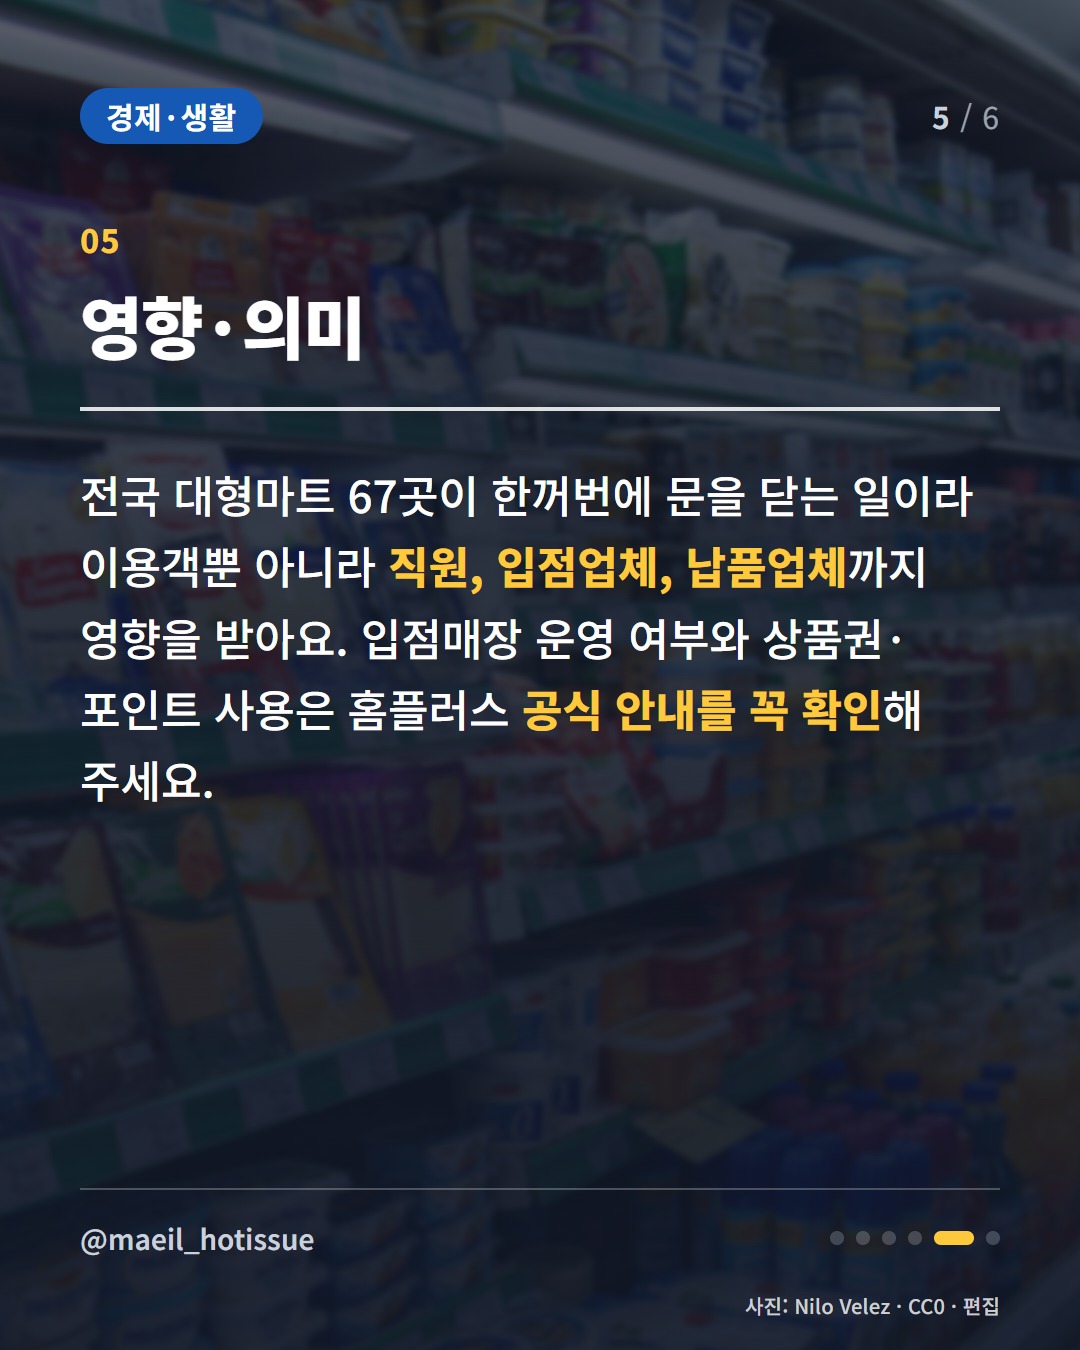 경제·생활
5 / 6
05
영향·의미
전국 대형마트 67곳이 한꺼번에 문을 닫는 일이라
이용객뿐 아니라 직원, 입점업체, 납품업체까지
영향을 받아요. 입점매장 운영 여부와 상품권·
포인트 사용은 홈플러스 공식 안내를 꼭 확인해
주세요.
@maeil_hotissue
사진: Nilo Velez · CC0 · 편집